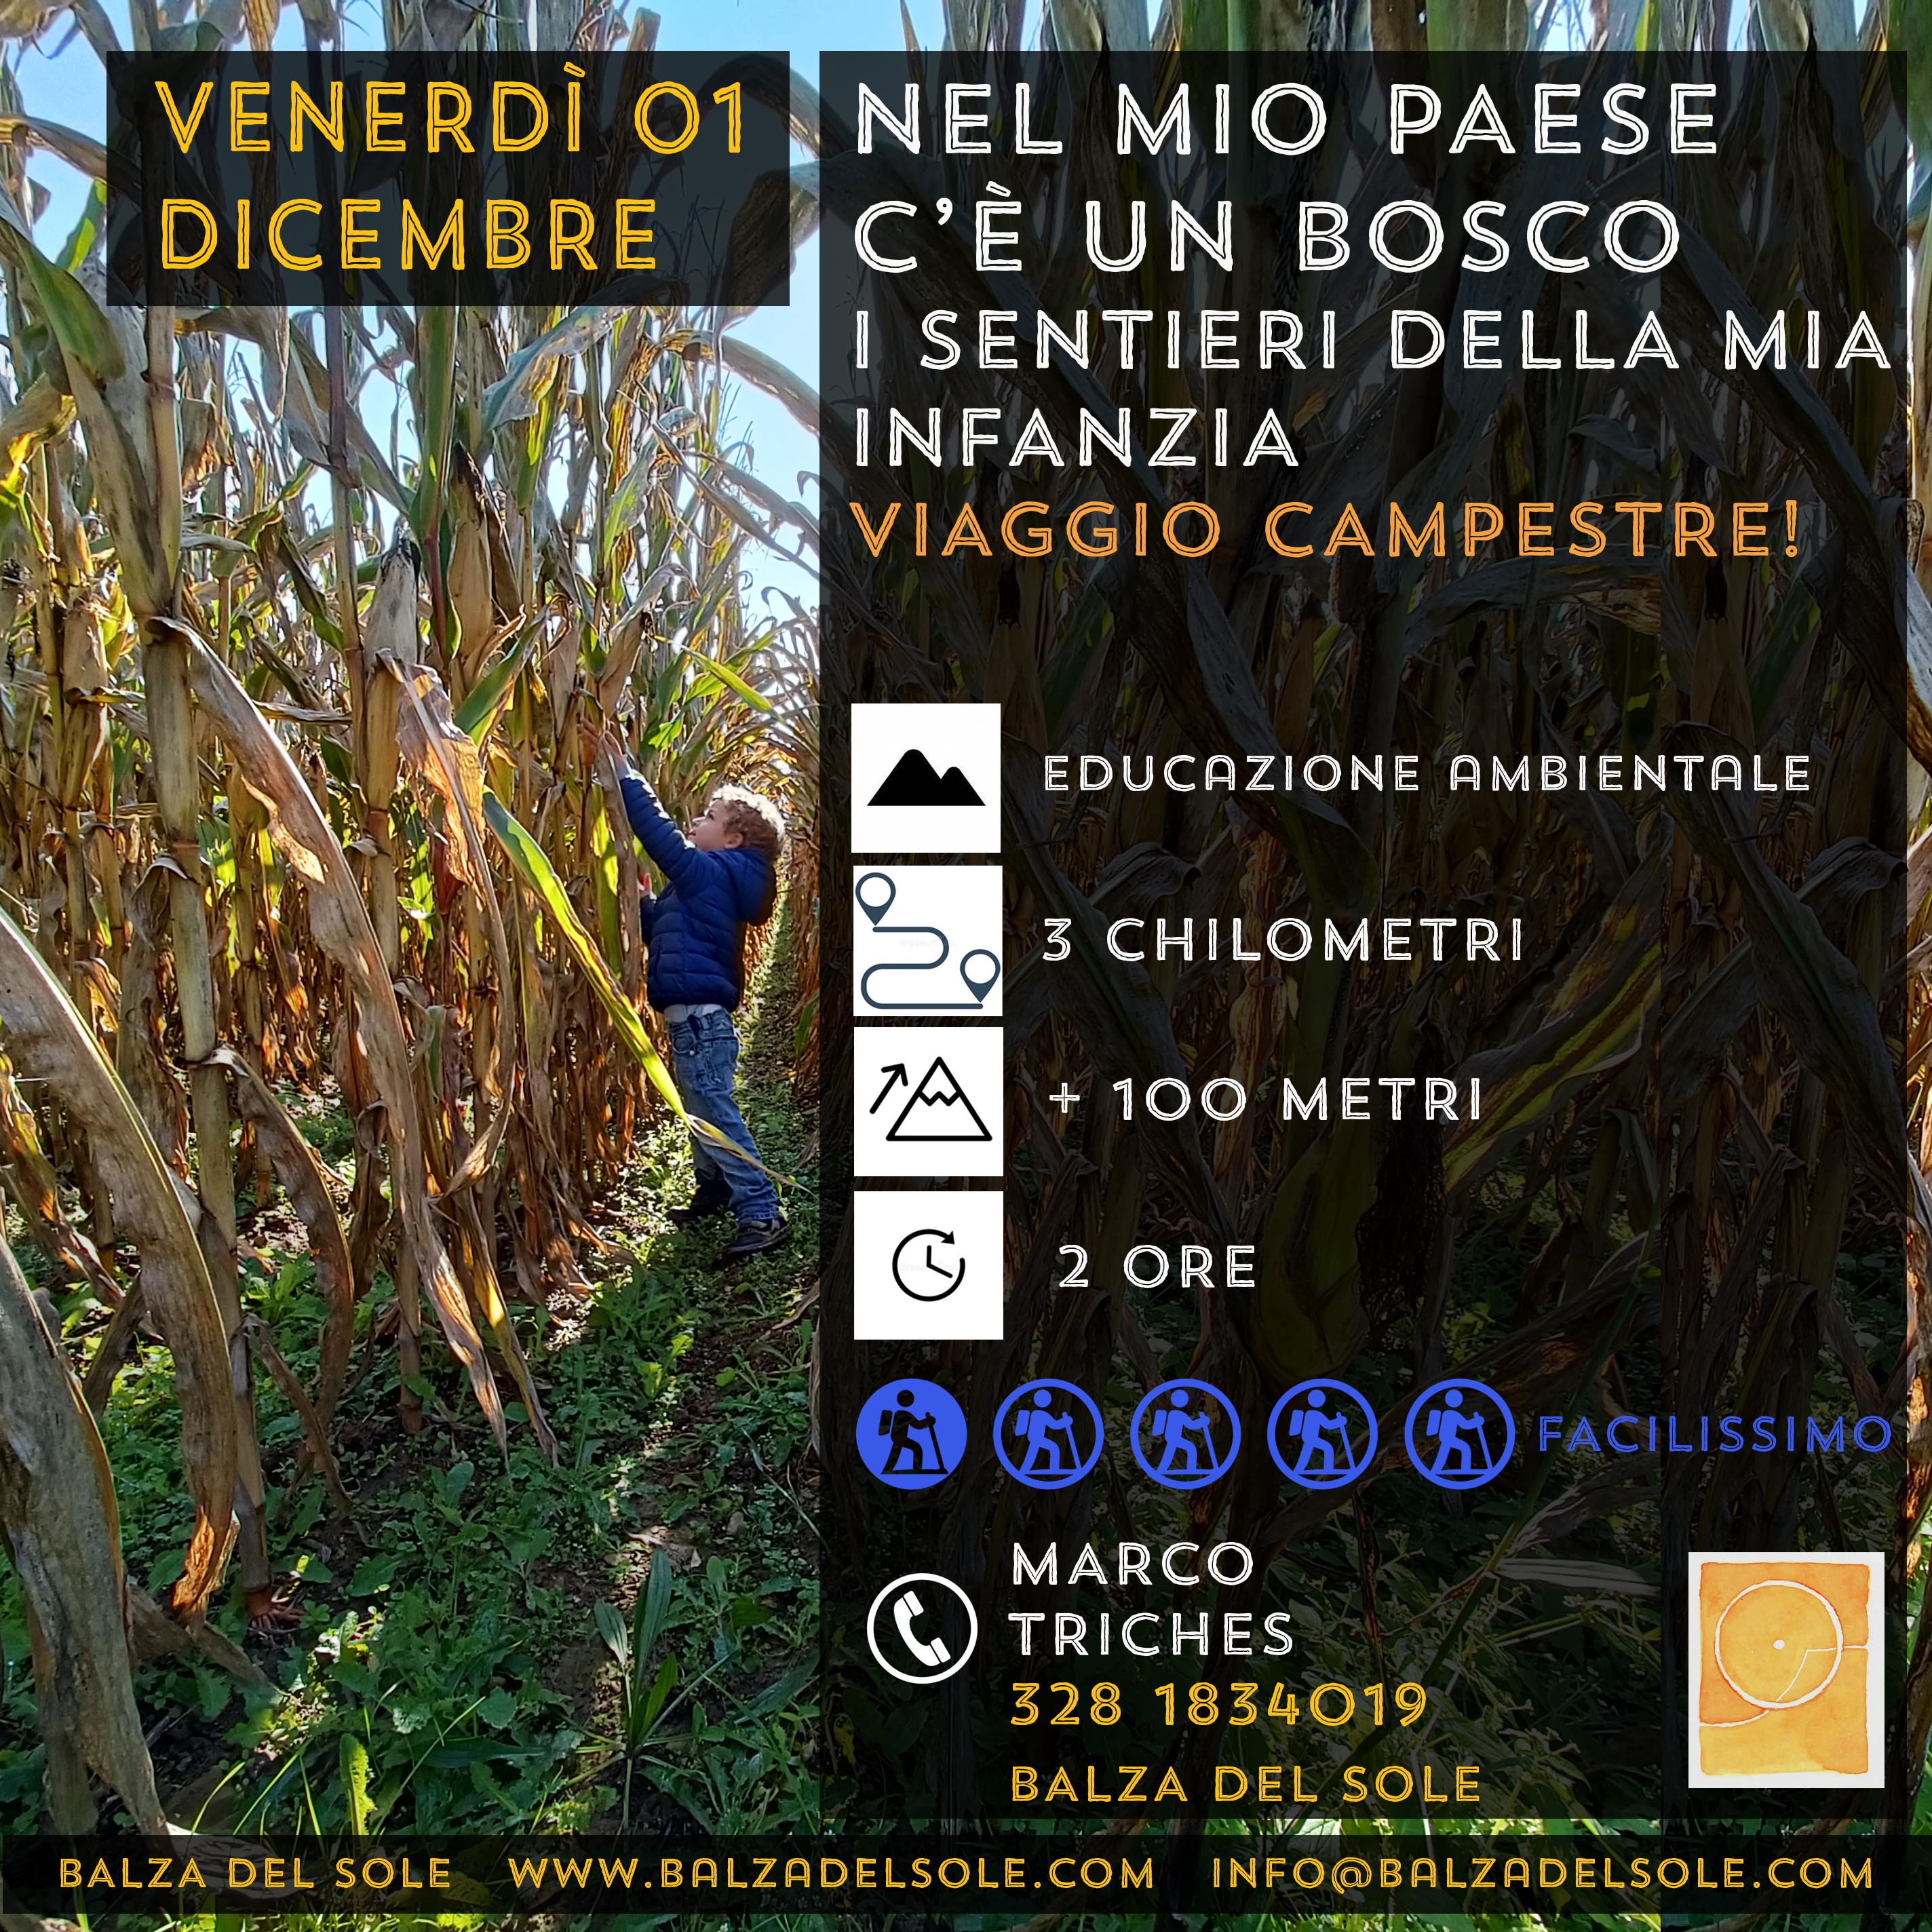 VENERDÌ 01
DICEMBRE
NEL MIO PAESE
C'È UN BOSCO
I SENTIERI DELLA MIA
INFANZIA
VIAGGIO CAMPESTRE!
EDUCAZIONE AMBIENTALE
3 CHILOMETRI
+ 100 METRI
2 ORE
FACILISSIMO
MARCO
TRICHES
328 1834019
BALZA DEL SOLE
BALZA DEL SOLE WWW.BALZADELSOLE.COM INFO@BALZADELSOLE.COM